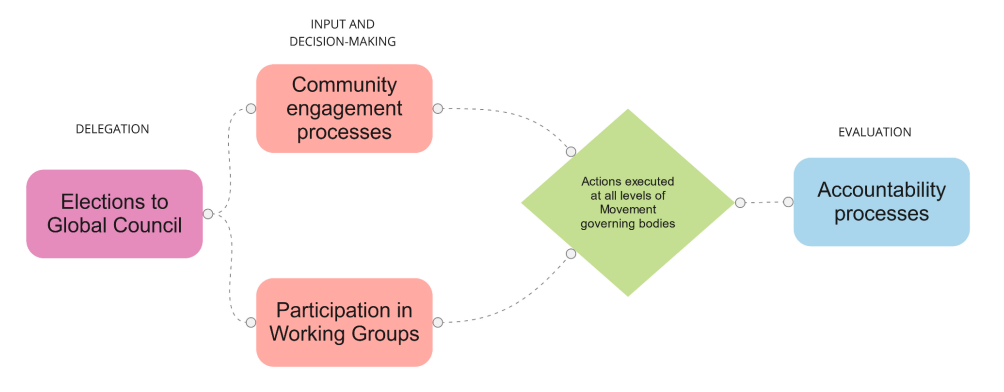 DELEGATION
Elections to
Global Council
INPUT AND
DECISION-MAKING
Community
engagement
processes
Participation in
Working Groups
Actions executed
at all levels of
Movement
governing bodies
EVALUATION
Accountability
processes